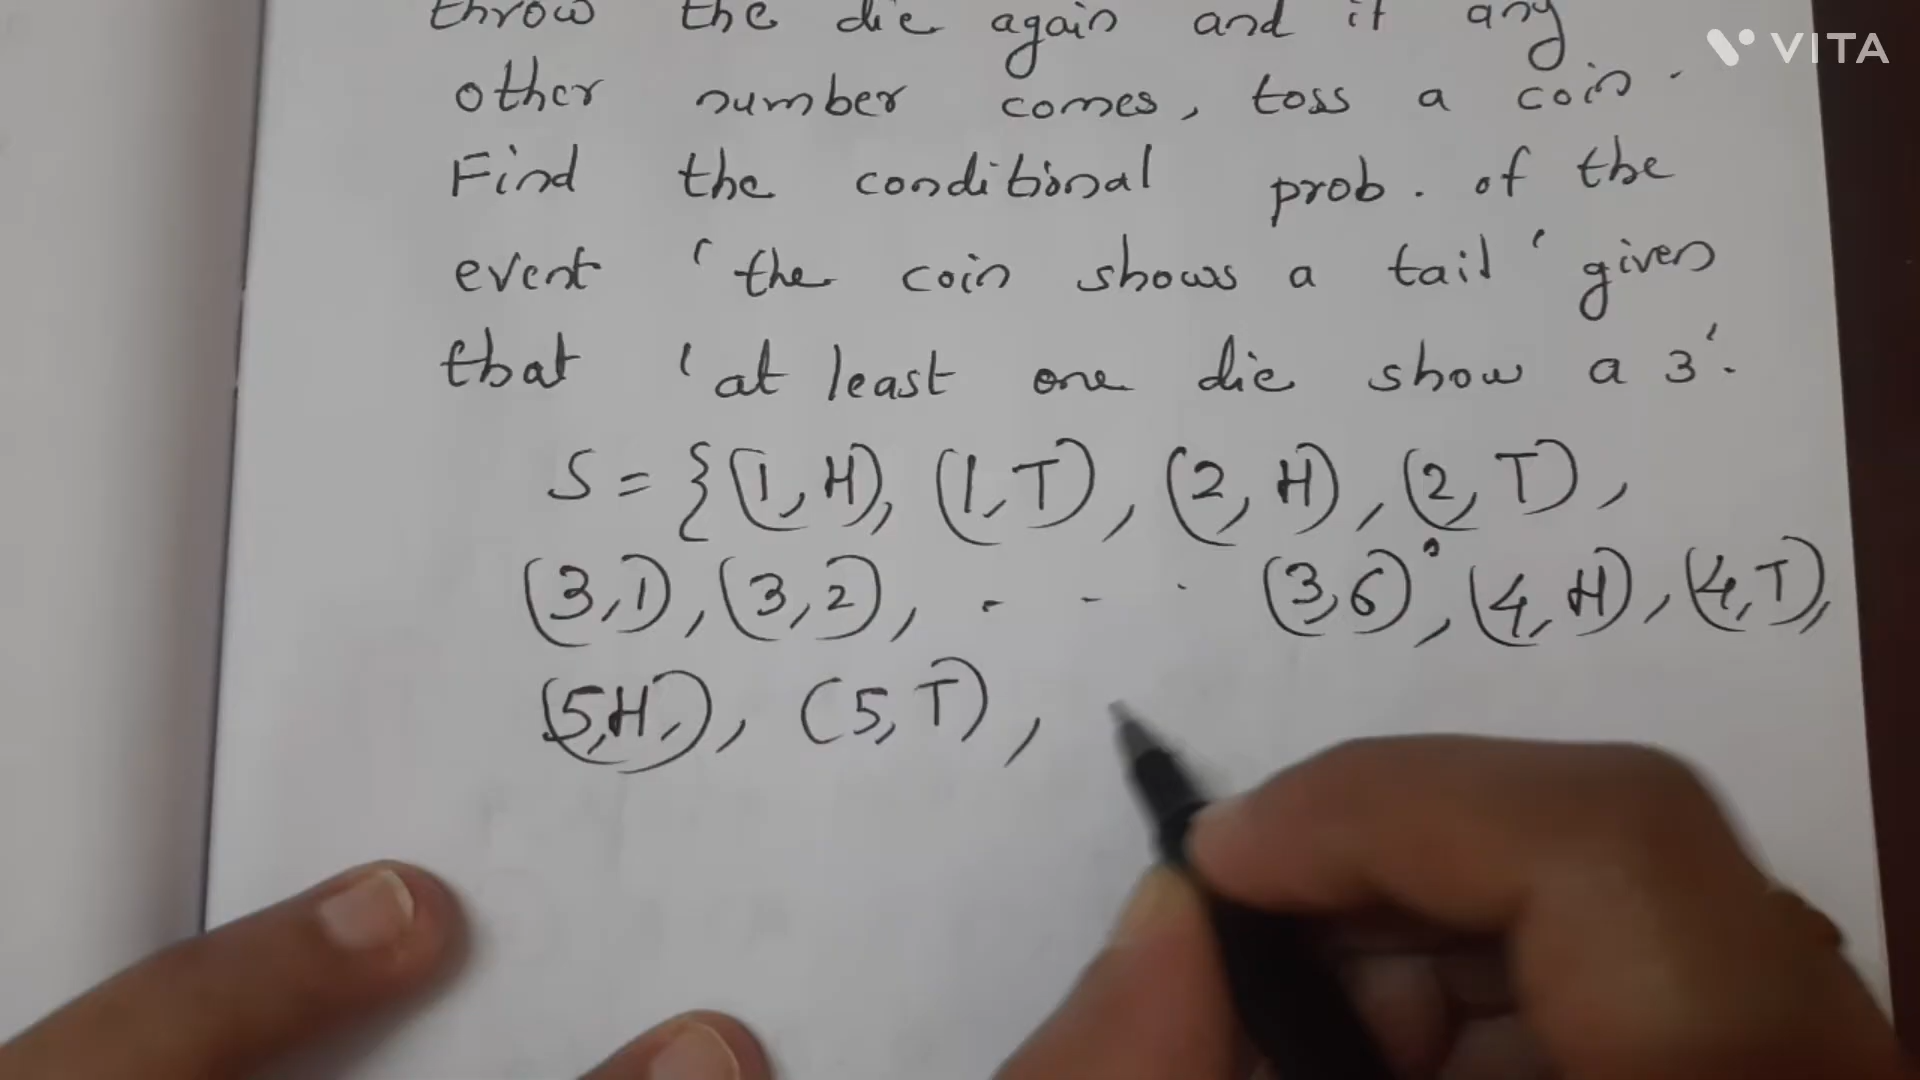 throw the die again and if any
VITA
other number comes, toss a coin.
Find the conditional prob. of the
event 'the coin shows a tail' given
that 'at least one die show a 3'.
S = {(1,H), (1,T), (2,H), (2,T),
(3,1), (3,2), - - . (3,6), (4,H), (4,T),
(5,H), (5,T),